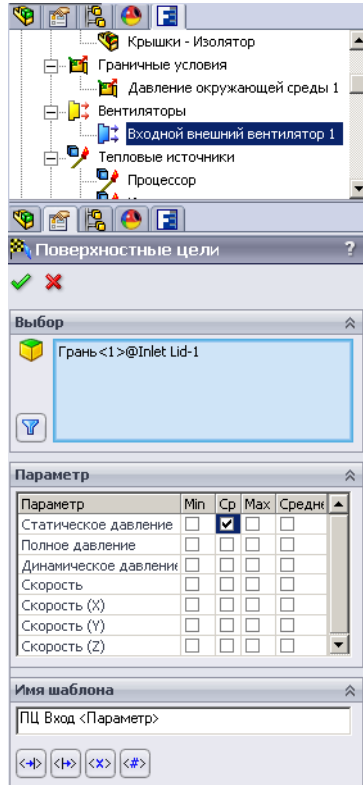 Крышки - Изолятор
Граничные условия
Давление окружающей среды 1
Вентиляторы
Входной внешний вентилятор 1
Тепловые источники
Процессор
Поверхностные цели ?
Выбор
Грань<1>@Inlet Lid-1
Параметр
Параметр Min Ср Max Средне
Статическое давление
Полное давление
Динамическое давление
Скорость
Скорость (X)
Скорость (Y)
Скорость (Z)
Имя шаблона
ПЦ Вход <Параметр>
<x> <#>